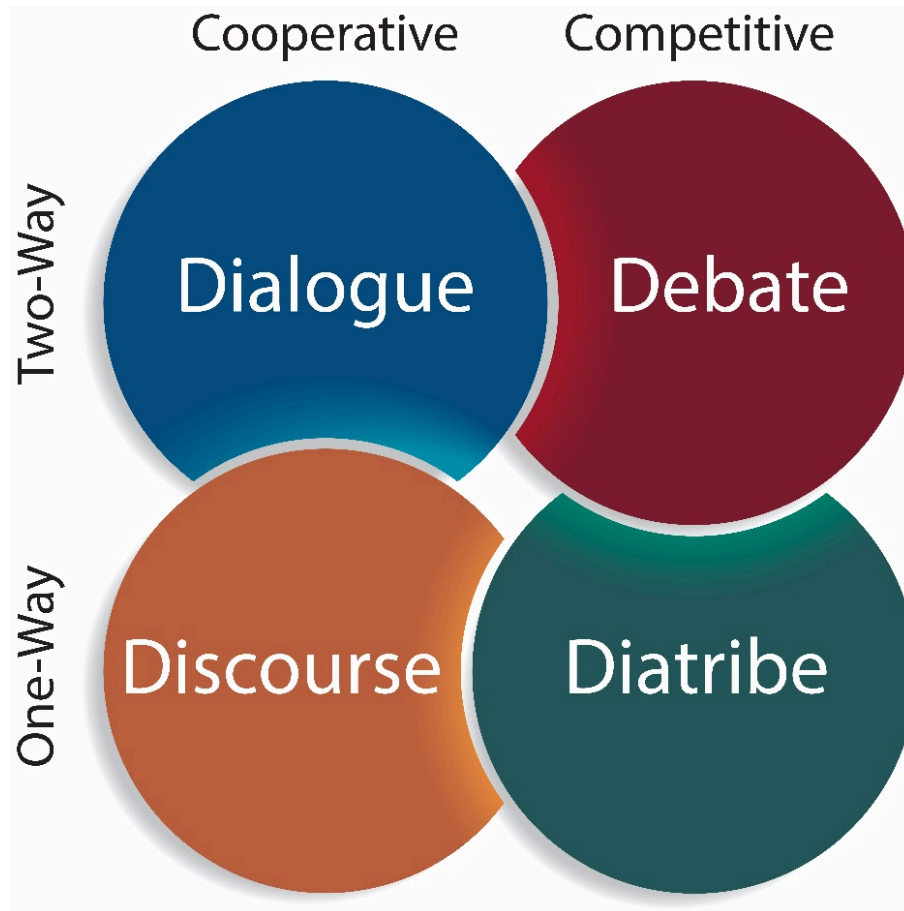 Cooperative Competitive
Two-Way
Dialogue Debate
One-Way
Discourse Diatribe